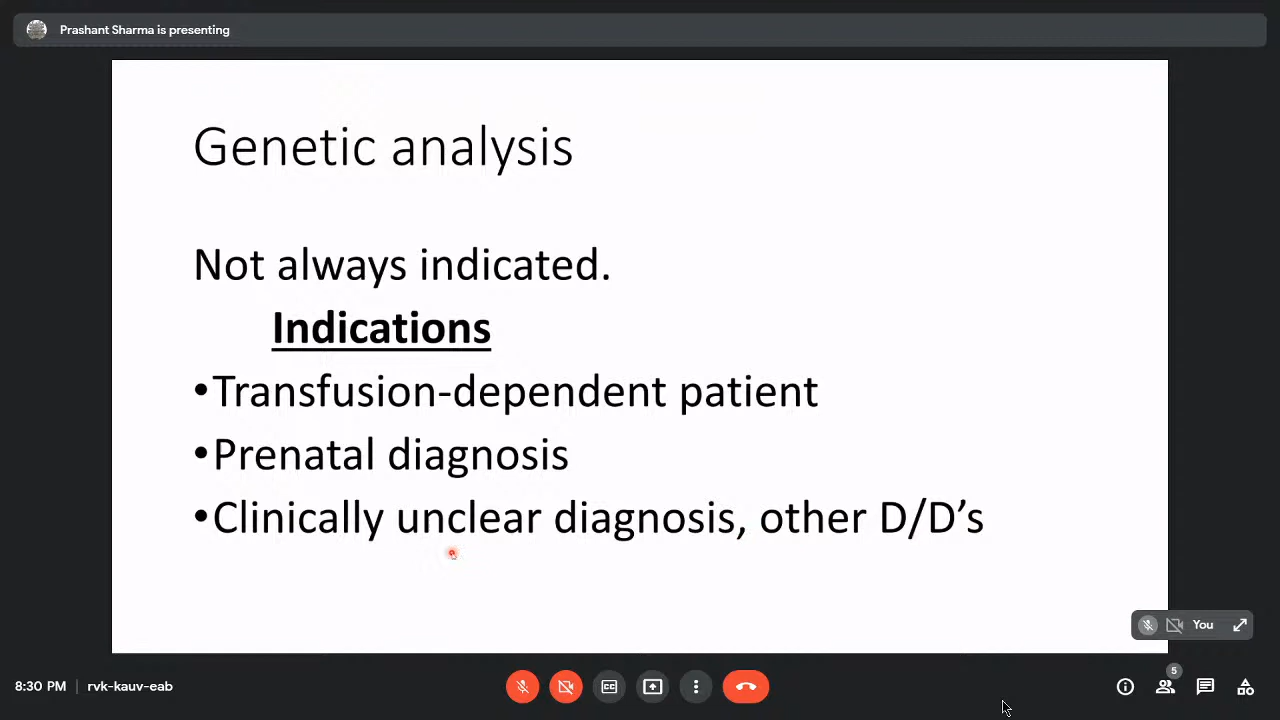 Prashant Sharma is presenting
Genetic analysis
Not always indicated.
Indications
•Transfusion-dependent patient
•Prenatal diagnosis
•Clinically unclear diagnosis, other D/D’s
You
5
8:30 PM | rvk-kauv-eab
CC